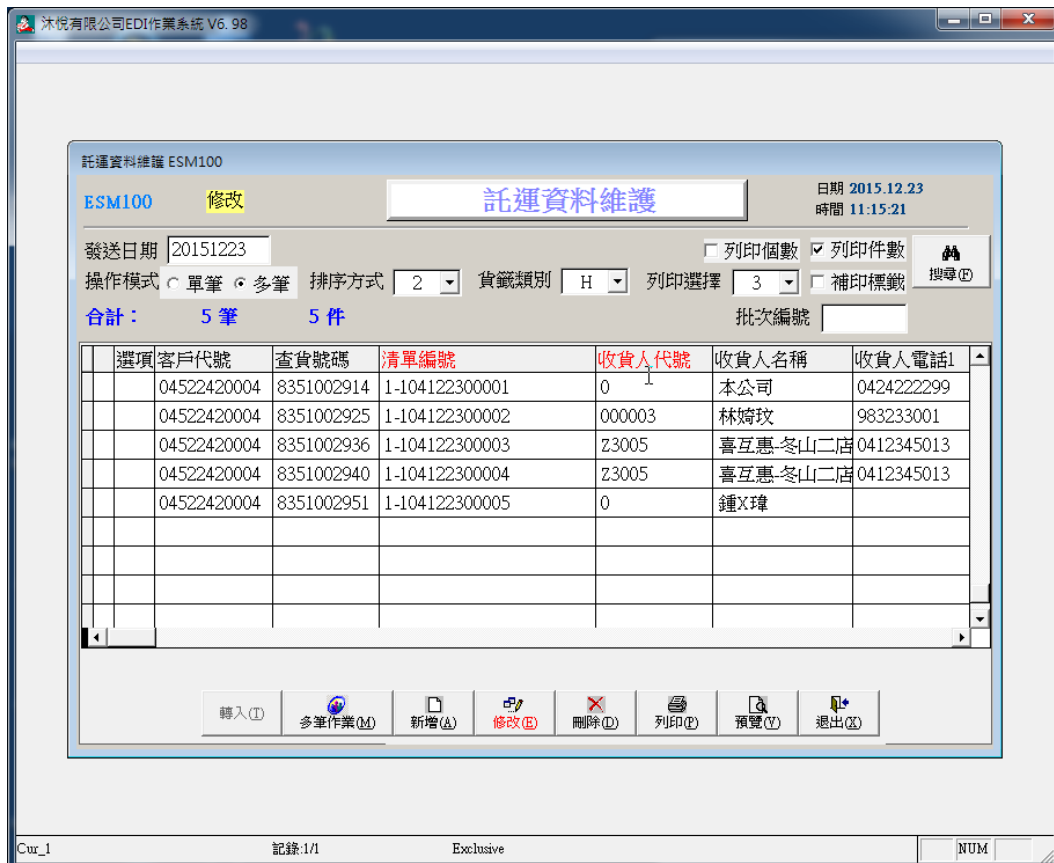 沐悅有限公司EDI作業系統 V6. 98
託運資料維護 ESM100
ESM100 修改 託運資料維護 日期 2015.12.23
時間 11:15:21
發送日期 20151223 列印個數 列印件數 搜尋(F)
操作模式 單筆 多筆 排序方式 2 貨籤類別 H 列印選擇 3 補印標籤
合計： 5 筆 5 件 批次編號
選項 客戶代號 查貨號碼 清單編號 收貨人代號 收貨人名稱 收貨人電話1
04522420004 8351002914 1-104122300001 0 本公司 0424222299
04522420004 8351002925 1-104122300002 000003 林婍玟 983233001
04522420004 8351002936 1-104122300003 Z3005 喜互惠-冬山二店 0412345013
04522420004 8351002940 1-104122300004 Z3005 喜互惠-冬山二店 0412345013
04522420004 8351002951 1-104122300005 0 鍾X瑋
轉入(I) 多筆作業(M) 新增(A) 修改(E) 刪除(D) 列印(P) 預覽(V) 退出(X)
Cur_1 記錄:1/1 Exclusive NUM